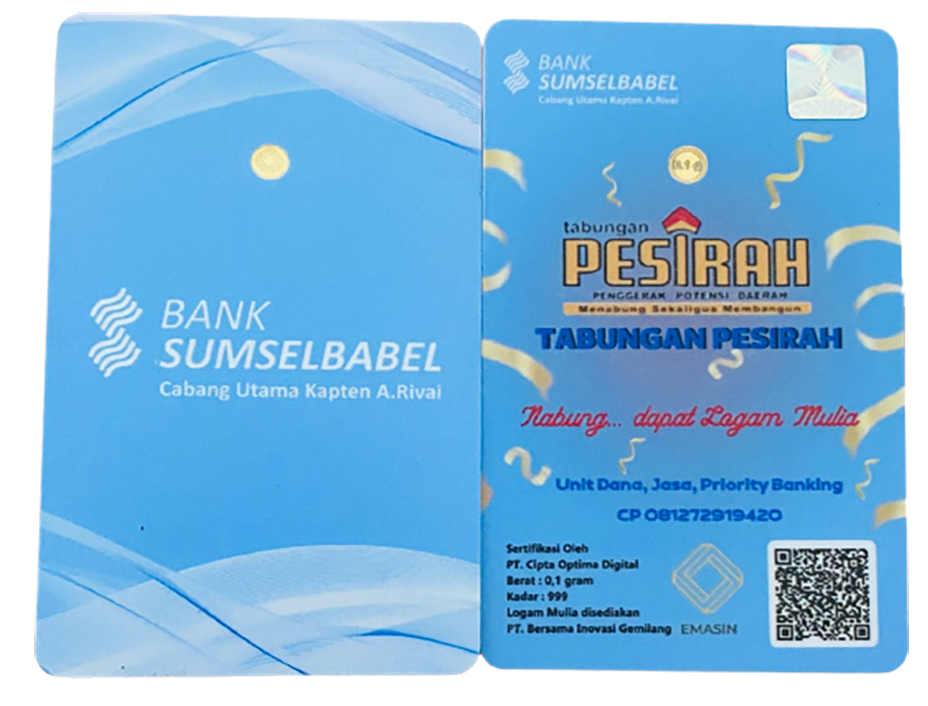 BANK
SUMSELBABEL
Cabang Utama Kapten A.Rivai
BANK
SUMSELBABEL
Cabang Utama Kapten A.Rivai
tabungan
PESIRAH
PENGGERAK POTENSI DAERAH
Menabung Sekaligus Membangun
TABUNGAN PESIRAH
Nabung... dapat Logam Mulia
Unit Dana, Jasa, Priority Banking
CP 081272919420
Sertifikasi Oleh
PT. Cipta Optima Digital
Berat : 0,1 gram
Kadar : 999
Logam Mulia disediakan
PT. Bersama Inovasi Gemilang
EMASIN